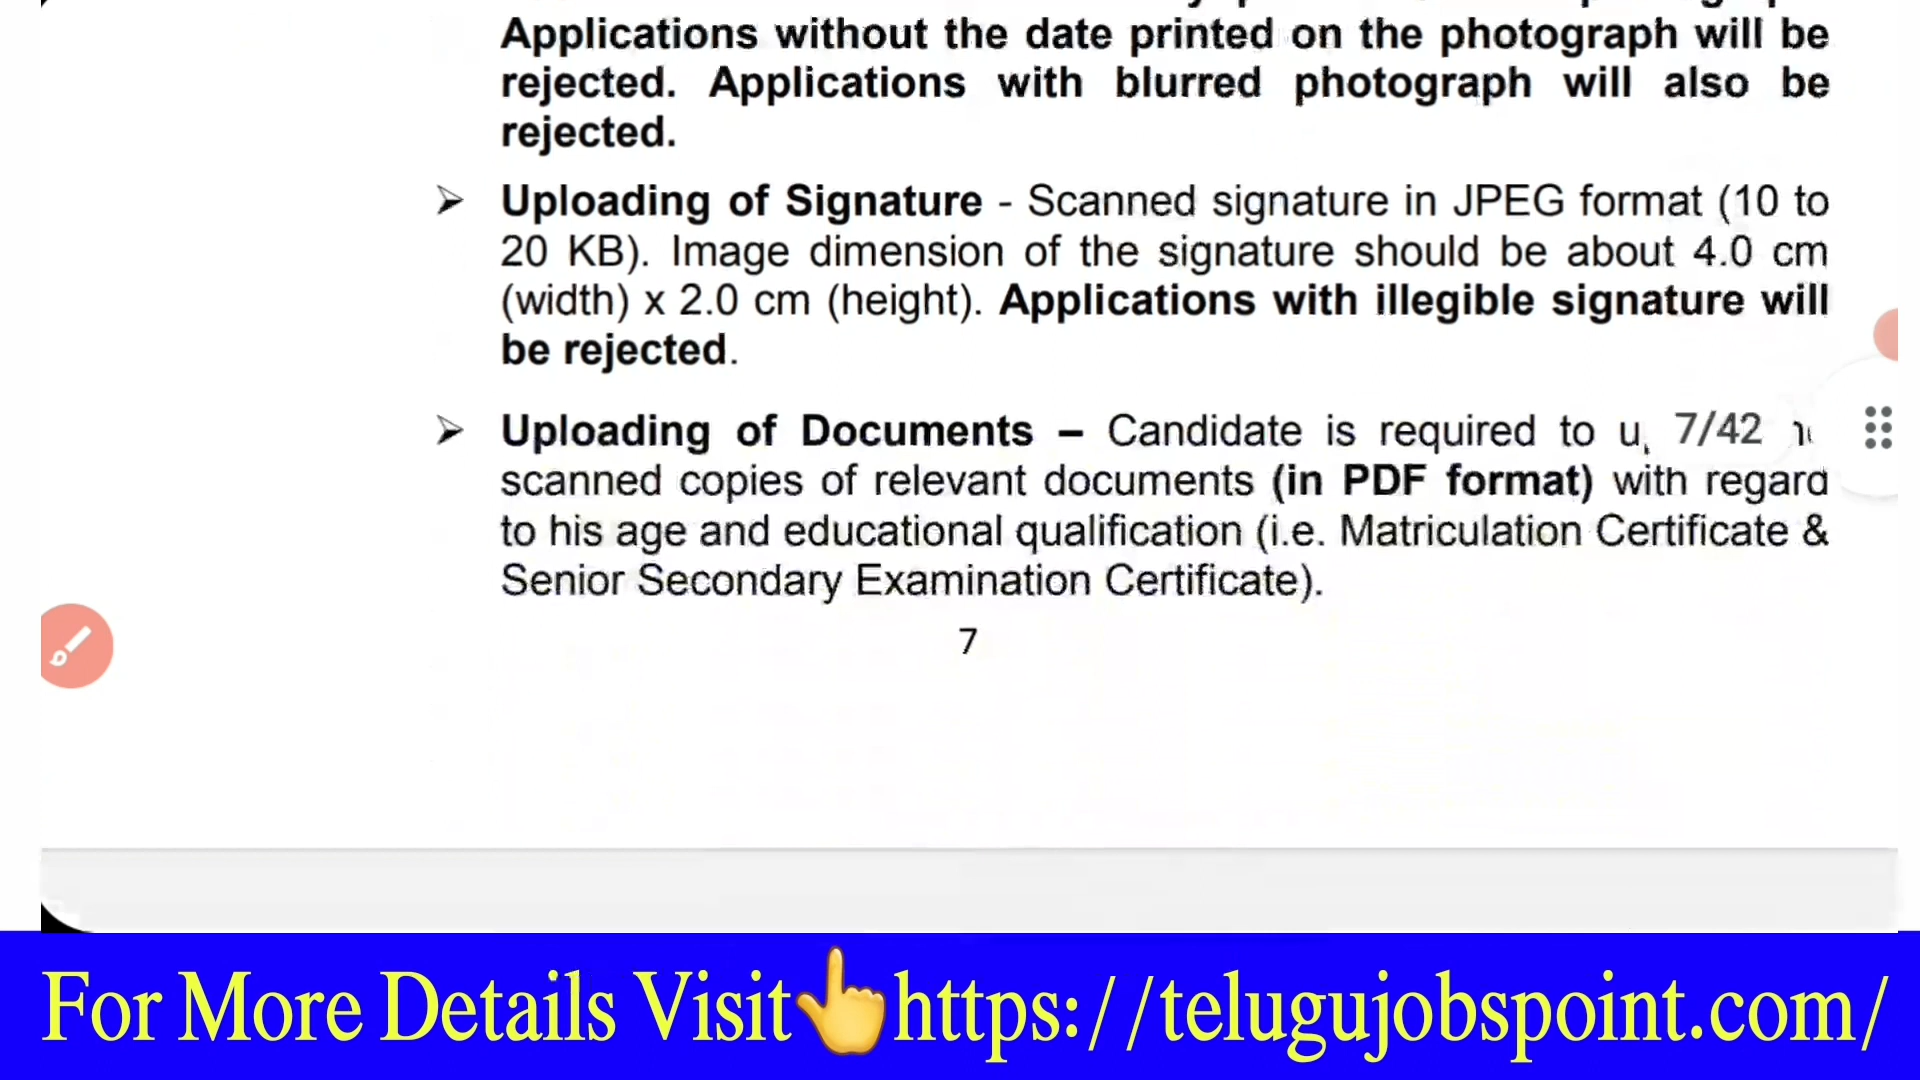 Applications without the date printed on the photograph will be
rejected. Applications with blurred photograph will also be
rejected.
➢ Uploading of Signature - Scanned signature in JPEG format (10 to
20 KB). Image dimension of the signature should be about 4.0 cm
(width) x 2.0 cm (height). Applications with illegible signature will
be rejected.
➢ Uploading of Documents – Candidate is required to 7/42
scanned copies of relevant documents (in PDF format) with regard
to his age and educational qualification (i.e. Matriculation Certificate &
Senior Secondary Examination Certificate).
7
For More Details Visit👆https://telugujobspoint.com/